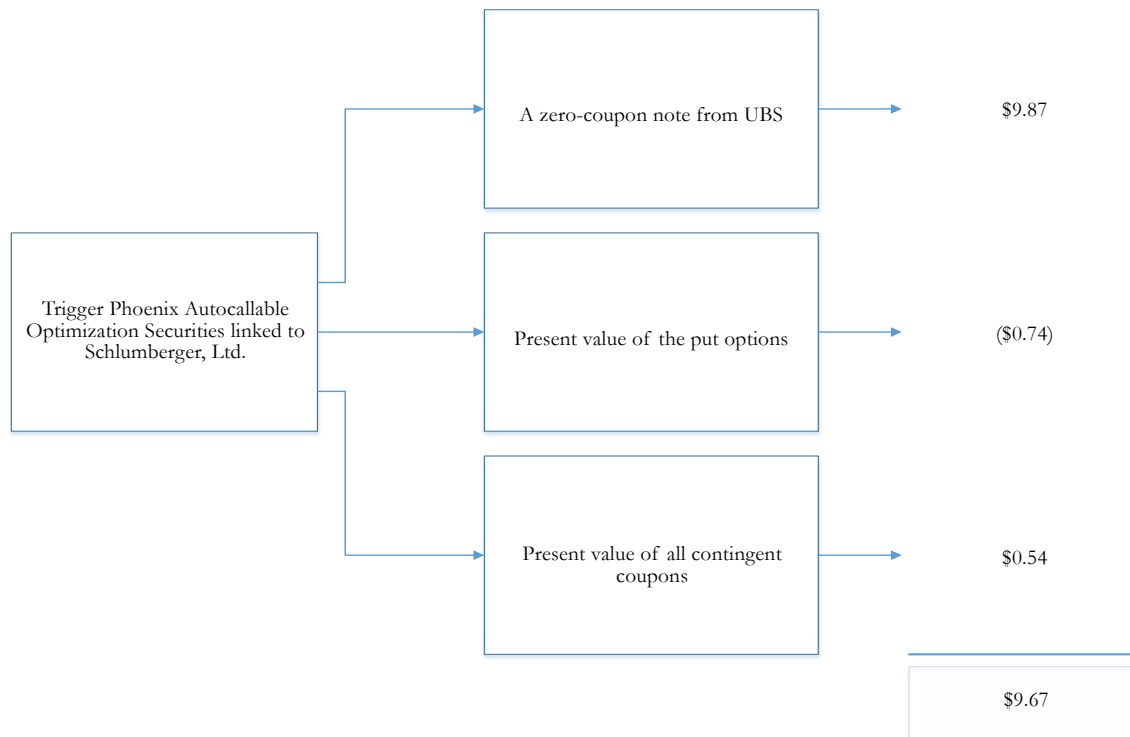 A zero-coupon note from UBS
$9.87
Trigger Phoenix Autocallable
Optimization Securities linked to
Schlumberger, Ltd.
Present value of the put options
($0.74)
Present value of all contingent
coupons
$0.54
$9.67